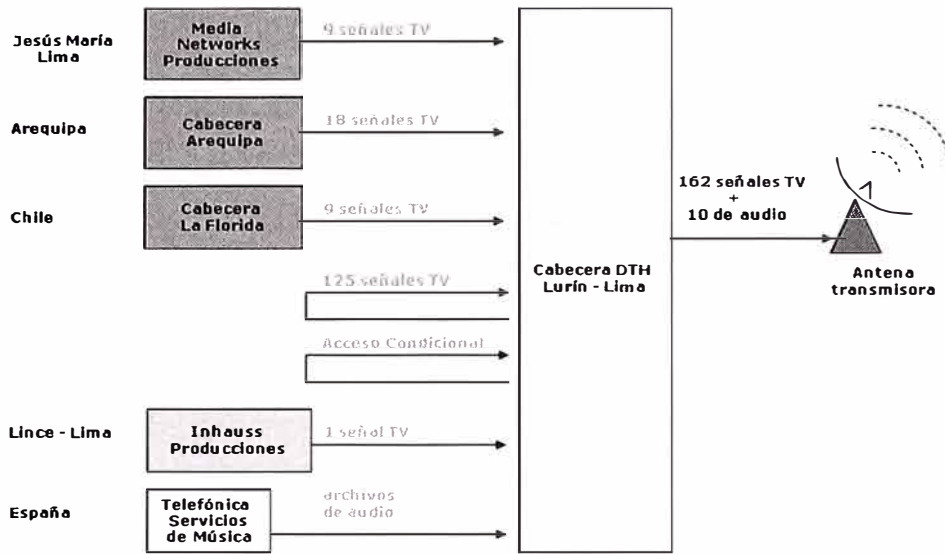 Jesús María
Lima
Media
Networks
Producciones
9 señales TV
Arequipa
Cabecera
Arequipa
18 señales TV
Chile
Cabecera
La Florida
9 señales TV
125 señales TV
Acceso Condicional
Lince - Lima
Inhauss
Producciones
1 señal TV
España
Telefónica
Servicios
de Música
archivos
de audio
Cabecera DTH
Lurín - Lima
162 señales TV
+
10 de audio
Antena
transmisora